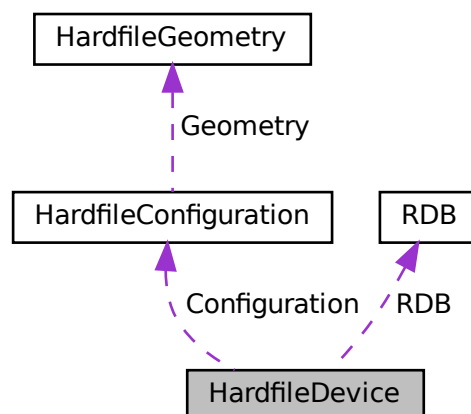 HardfileGeometry
Geometry
HardfileConfiguration
RDB
Configuration
RDB
HardfileDevice